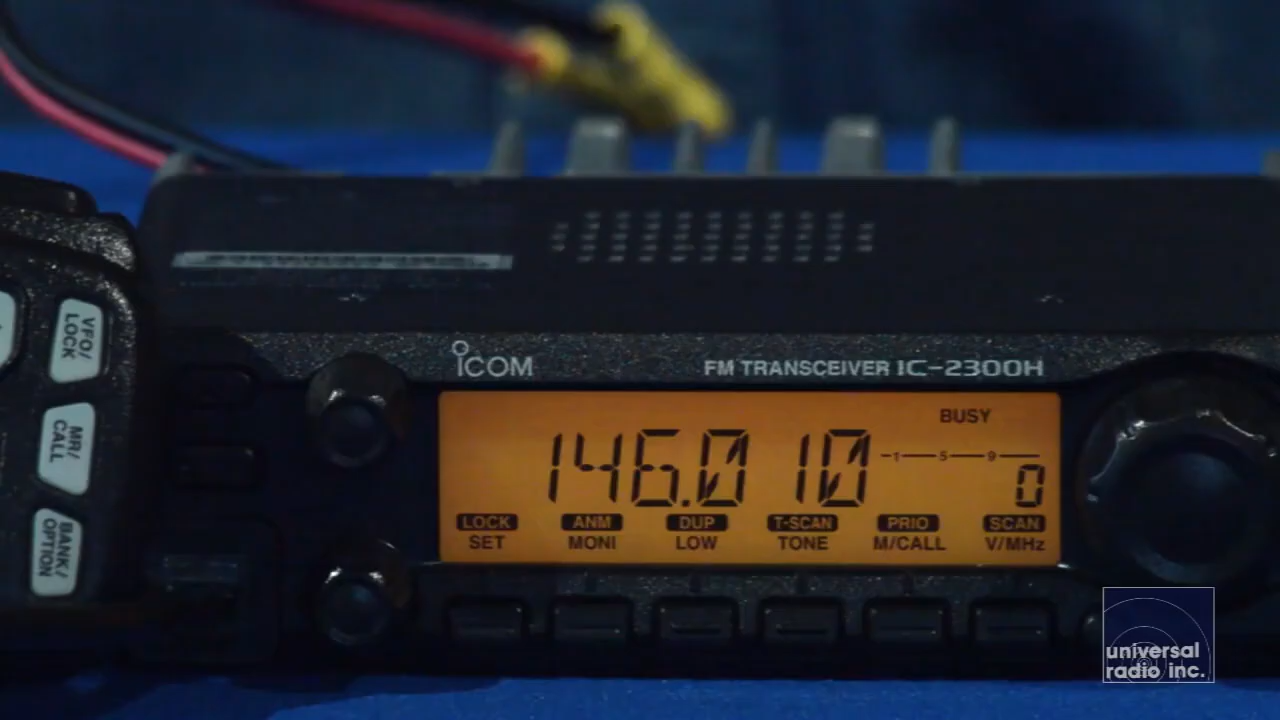 VFO/
LOCK
MR/
CALL
BANK/
OPTION
ICOM
FM TRANSCEIVER IC-2300H
BUSY
146.010
1 5 9
0
LOCK ANM DUP T-SCAN PRIO SCAN
SET MONI LOW TONE M/CALL V/MHz
universal
radio inc.